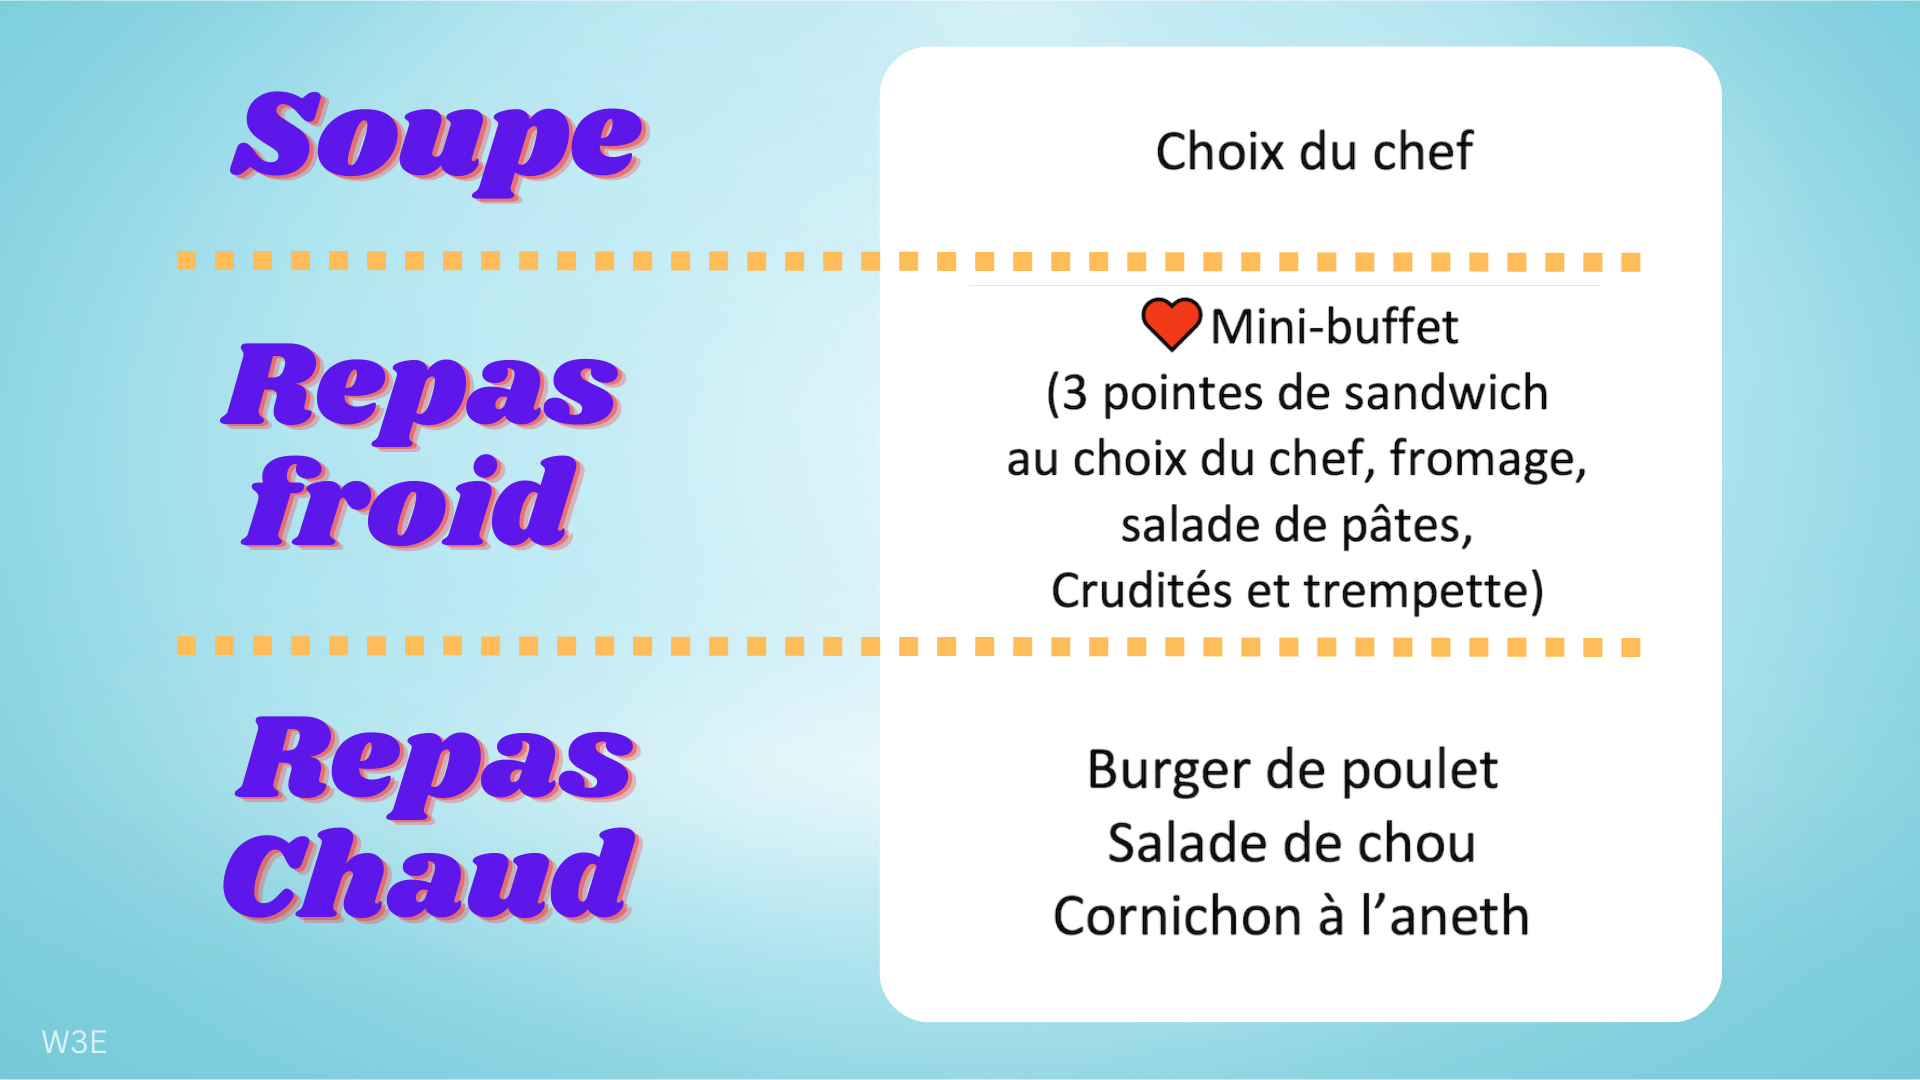 Soupe
Choix du chef
Repas
froid
Mini-buffet
(3 pointes de sandwich
au choix du chef, fromage,
salade de pâtes,
Crudités et trempette)
Repas
Chaud
Burger de poulet
Salade de chou
Cornichon à l’aneth
W3E